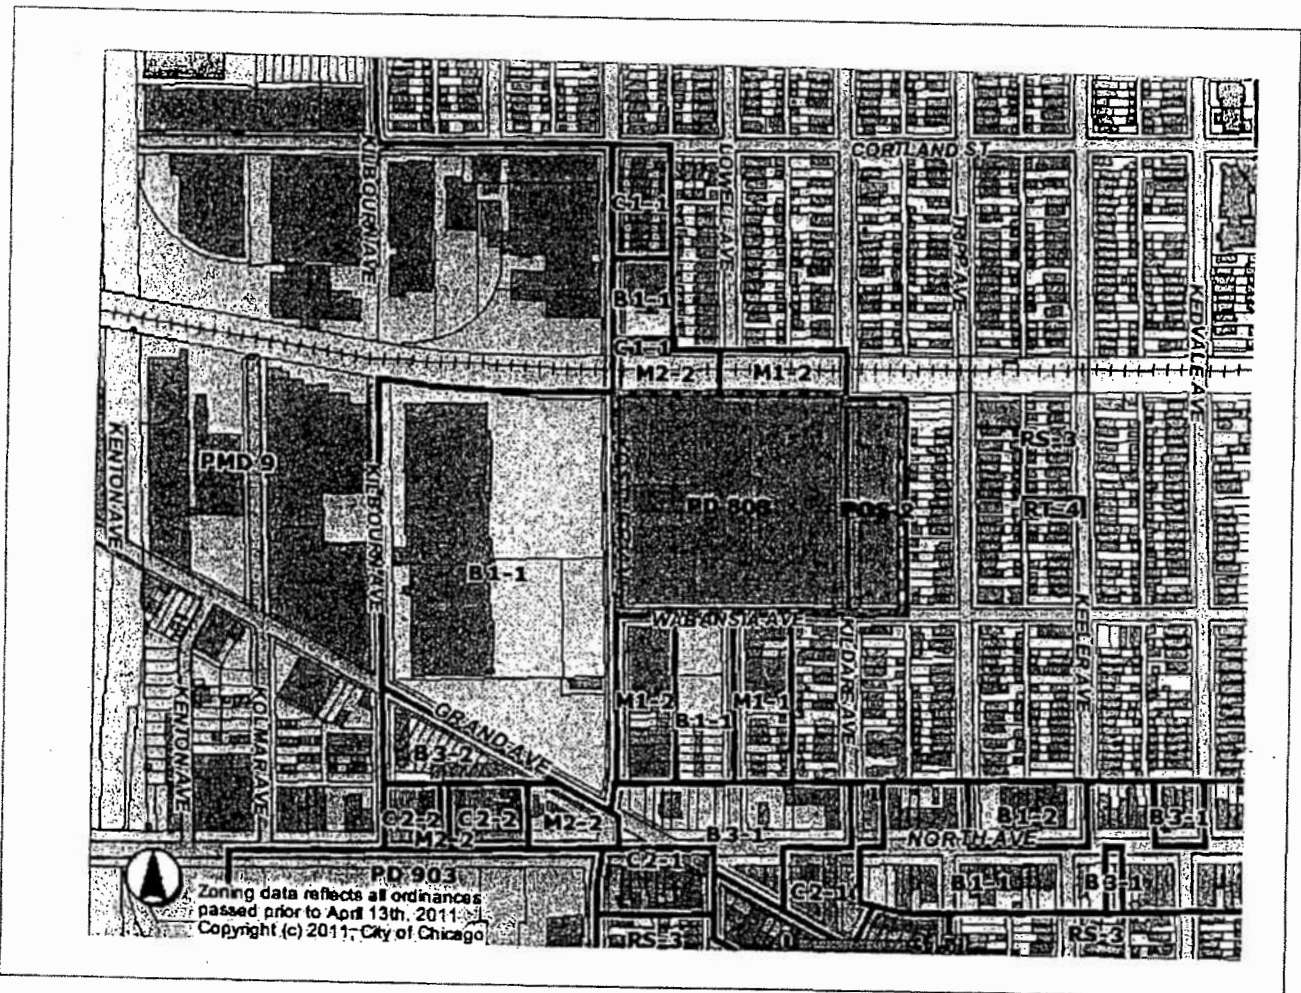 CORTLAND ST
KILBOURN AVE
LOWELL AVE
TRIPP AVE
KEDVALE AVE
C1-1
B1-1
C1-1
M2-2
M1-2
RS-3
KENTON AVE
PMD 9
KILBOURN AVE
POS-2
RT-4
B1-1
WABANSIA AVE
KEELER AVE
KILDARE AVE
M1-2
B1-1
M1-1
KOLMAR AVE
GRAND AVE
B3-2
C2-2
C2-2
M2-2
M2-2
B3-1
B1-2
B3-1
NORTH AVE
PD 903
C2-1
C2-1
B1-1
B3-1
RS-3
RS-3
Zoning data reflects all ordinances
passed prior to April 13th, 2011
Copyright (c) 2011, City of Chicago